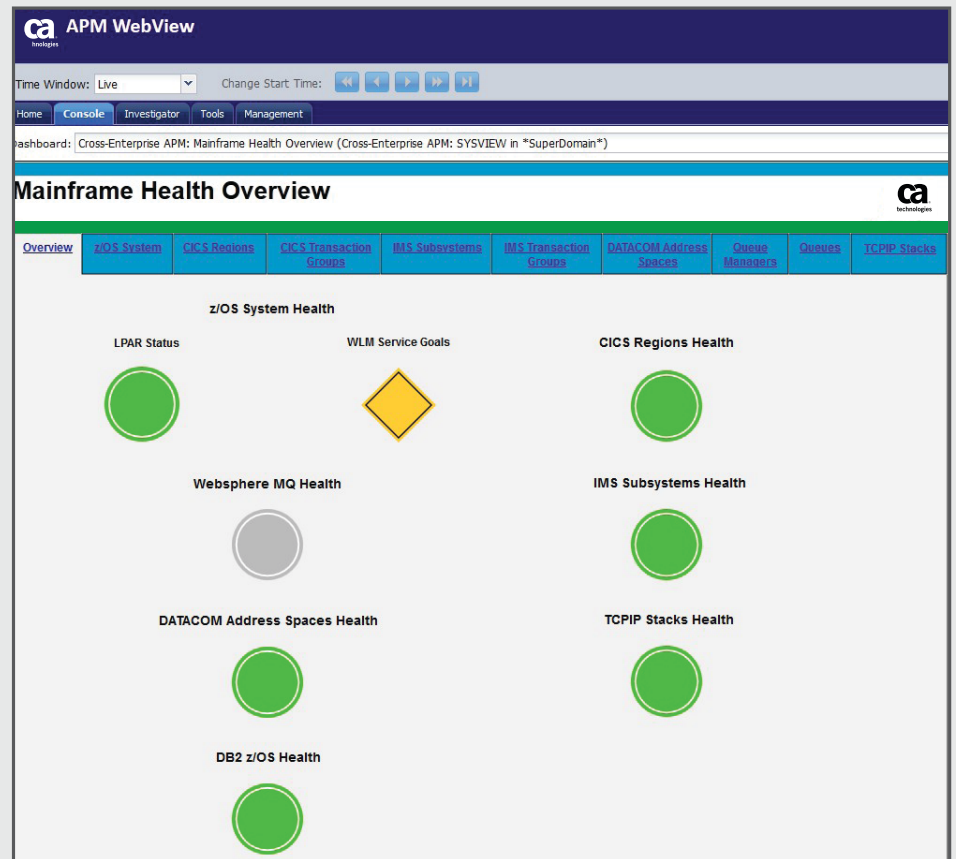 ca APM WebView
hnologies
Time Window: Live Change Start Time:
Home Console Investigator Tools Management
Dashboard: Cross-Enterprise APM: Mainframe Health Overview (Cross-Enterprise APM: SYSVIEW in *SuperDomain*)
Mainframe Health Overview
ca
technologies
Overview z/OS System CICS Regions CICS Transaction Groups IMS Subsystems IMS Transaction Groups DATACOM Address Spaces Queue Managers Queues TCPIP Stacks
z/OS System Health
LPAR Status WLM Service Goals CICS Regions Health
Websphere MQ Health IMS Subsystems Health
DATACOM Address Spaces Health TCPIP Stacks Health
DB2 z/OS Health